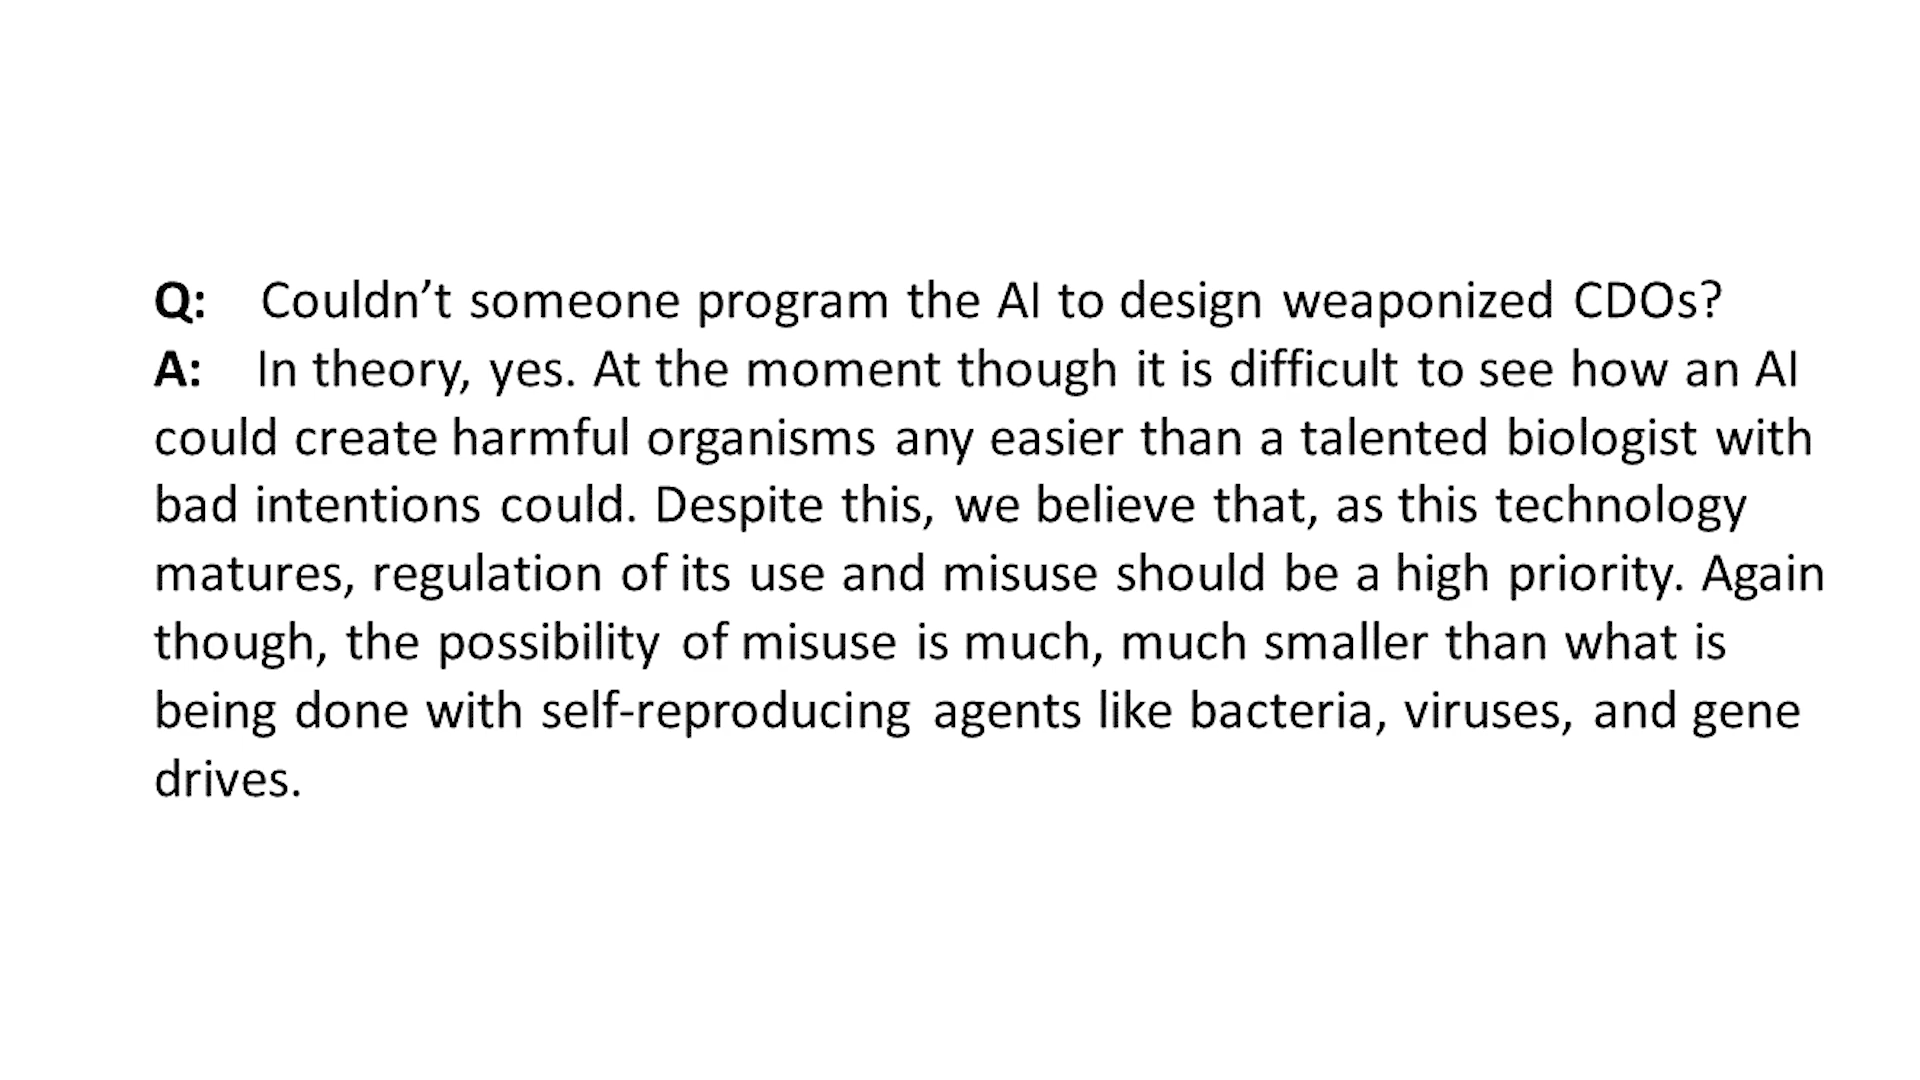 Q: Couldn’t someone program the AI to design weaponized CDOs?
A: In theory, yes. At the moment though it is difficult to see how an AI
could create harmful organisms any easier than a talented biologist with
bad intentions could. Despite this, we believe that, as this technology
matures, regulation of its use and misuse should be a high priority. Again
though, the possibility of misuse is much, much smaller than what is
being done with self-reproducing agents like bacteria, viruses, and gene
drives.